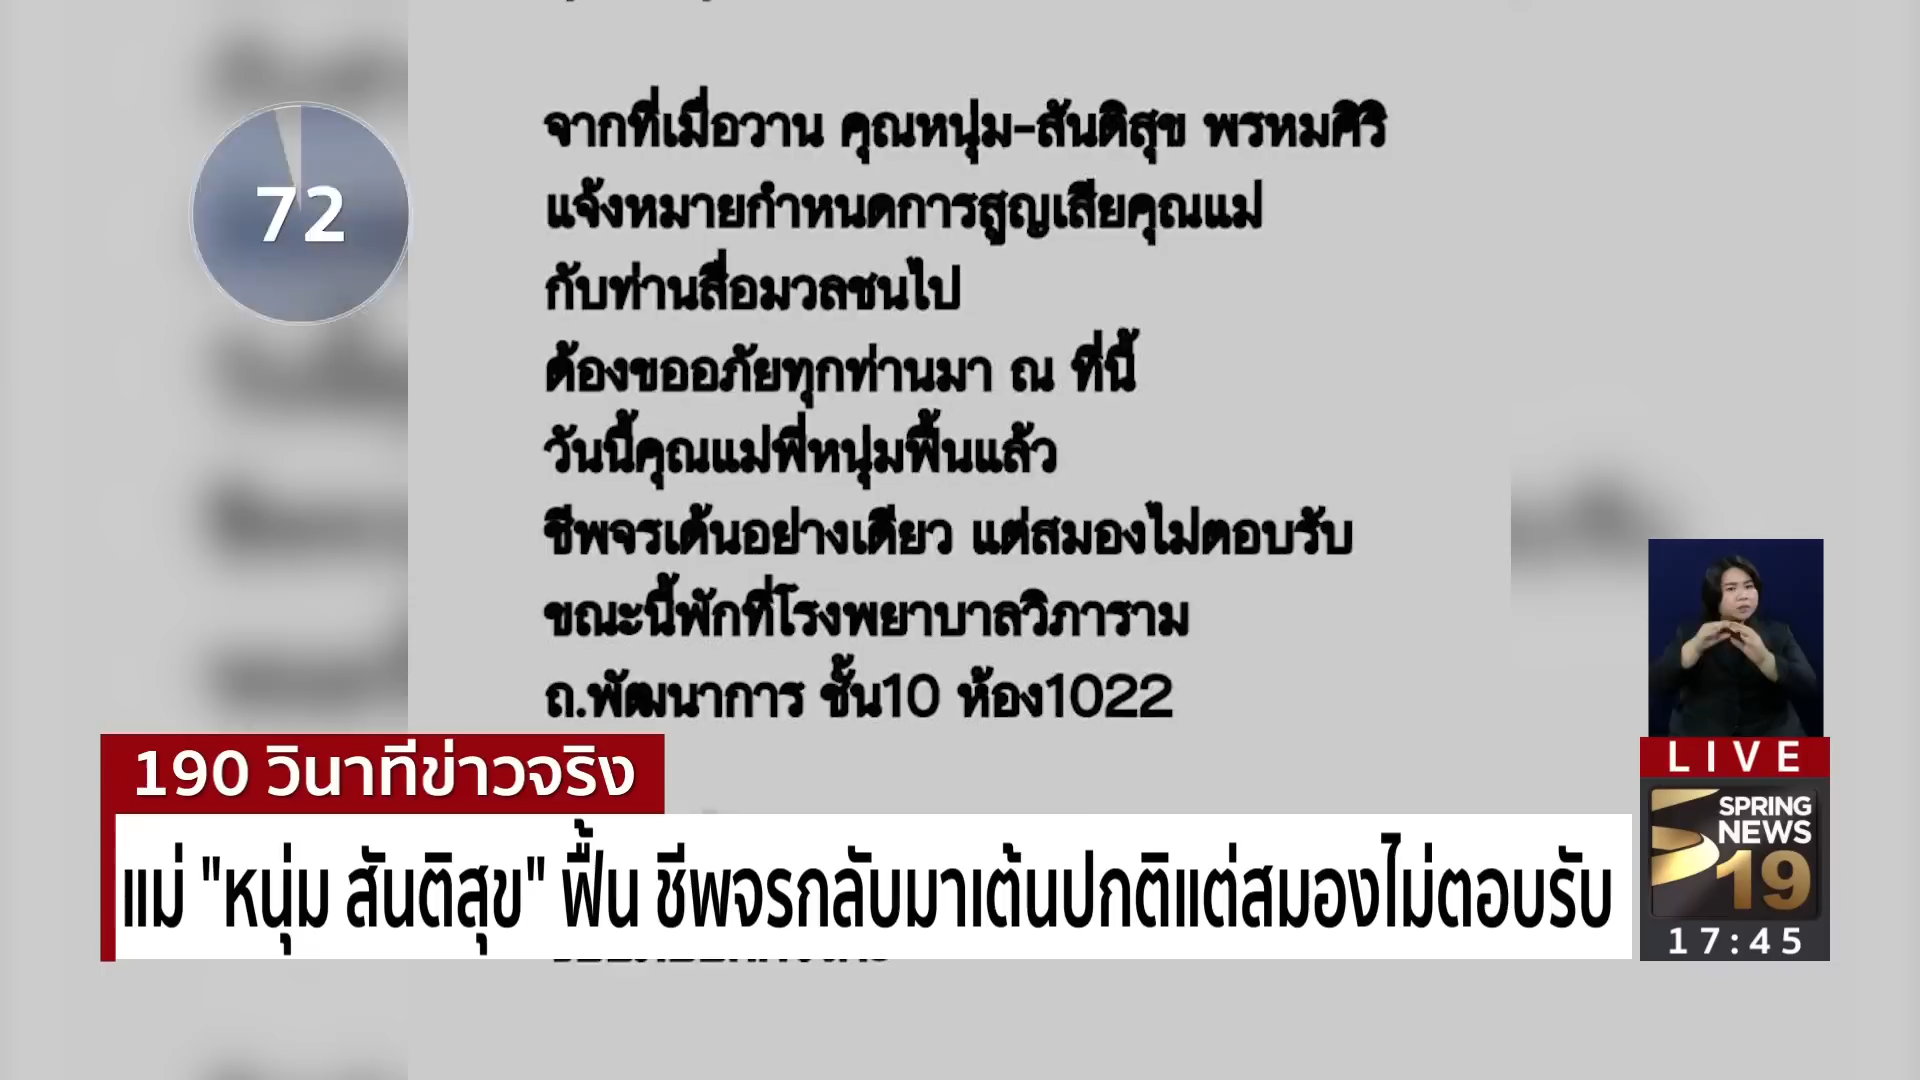 จากที่เมื่อวาน คุณหนุ่ม-สันติสุข พรหมศิริ
แจ้งหมายกำหนดการสูญเสียคุณแม่
กับท่านสื่อมวลชนไป
ต้องขออภัยทุกท่านมา ณ ที่นี้
วันนี้คุณแม่พี่หนุ่มฟื้นแล้ว
ชีพจรเต้นอย่างเดียว แต่สมองไม่ตอบรับ
ขณะนี้พักที่โรงพยาบาลวิภาราม
ถ.พัฒนาการ ชั้น10 ห้อง1022
72
190 วินาทีข่าวจริง
แม่ "หนุ่ม สันติสุข" ฟื้น ชีพจรกลับมาเต้นปกติแต่สมองไม่ตอบรับ
LIVE
SPRING
NEWS
19
17:45